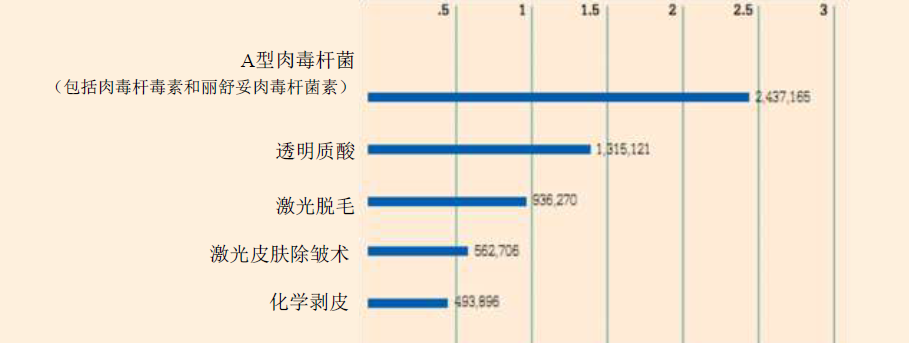 .5 1 1.5 2 2.5 3
A型肉毒杆菌
（包括肉毒杆毒素和丽舒妥肉毒杆菌素）
2,437,165
透明质酸 1,315,121
激光脱毛 936,270
激光皮肤除皱术 562,706
化学剥皮 493,896